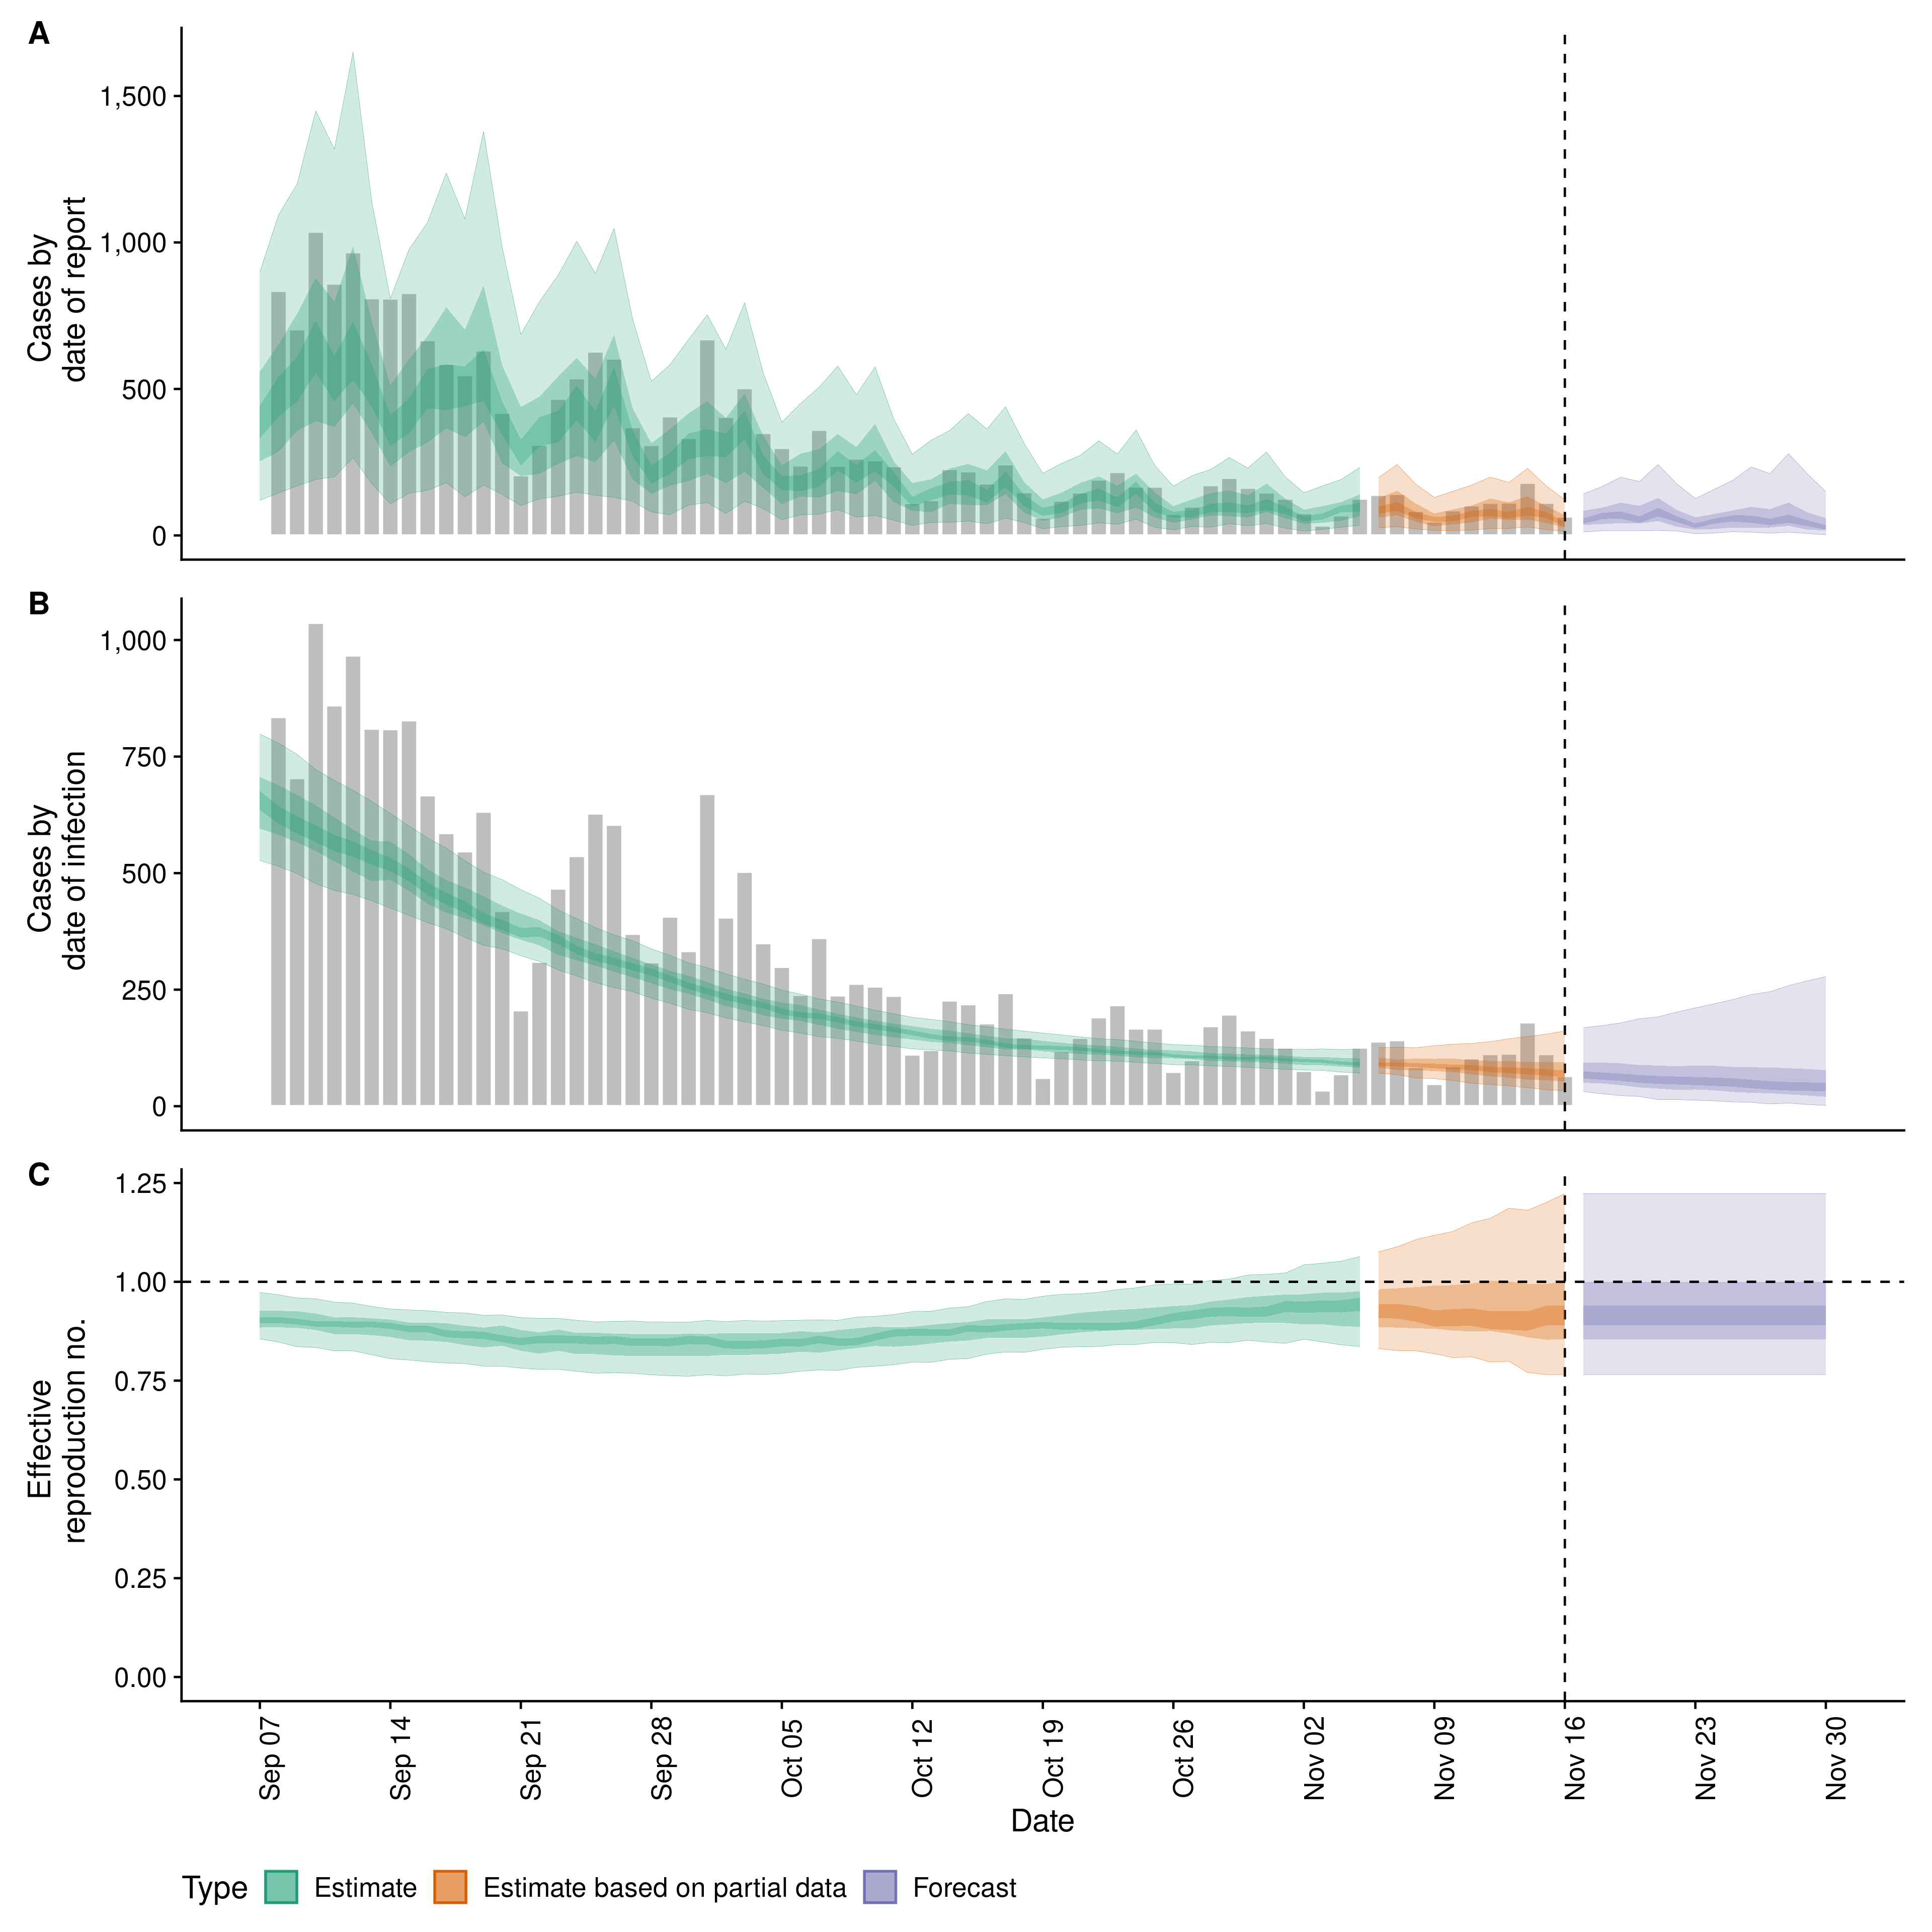 A
Cases by
date of report
1,500
1,000
500
0
B
Cases by
date of infection
1,000
750
500
250
0
C
Effective
reproduction no.
1.25
1.00
0.75
0.50
0.25
0.00
Sep 07
Sep 14
Sep 21
Sep 28
Oct 05
Oct 12
Oct 19
Oct 26
Nov 02
Nov 09
Nov 16
Nov 23
Nov 30
Date
Type Estimate Estimate based on partial data Forecast